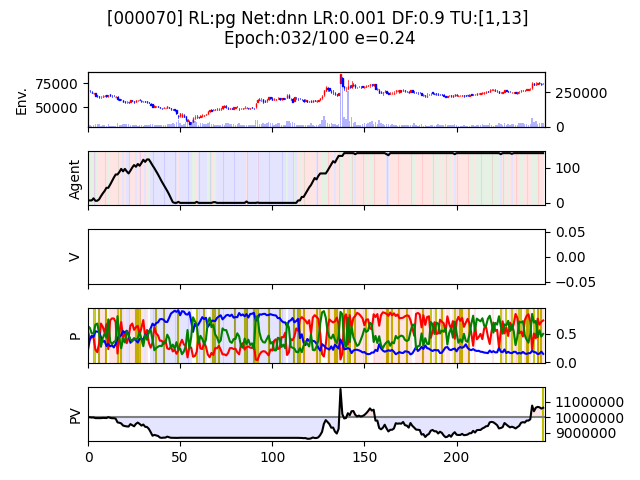 [000070] RL:pg Net:dnn LR:0.001 DF:0.9 TU:[1,13]
Epoch:032/100 e=0.24
Env.
75000
50000
250000
0
Agent
100
0
V
0.05
0.00
−0.05
P
0.5
0.0
PV
11000000
10000000
9000000
0 50 100 150 200